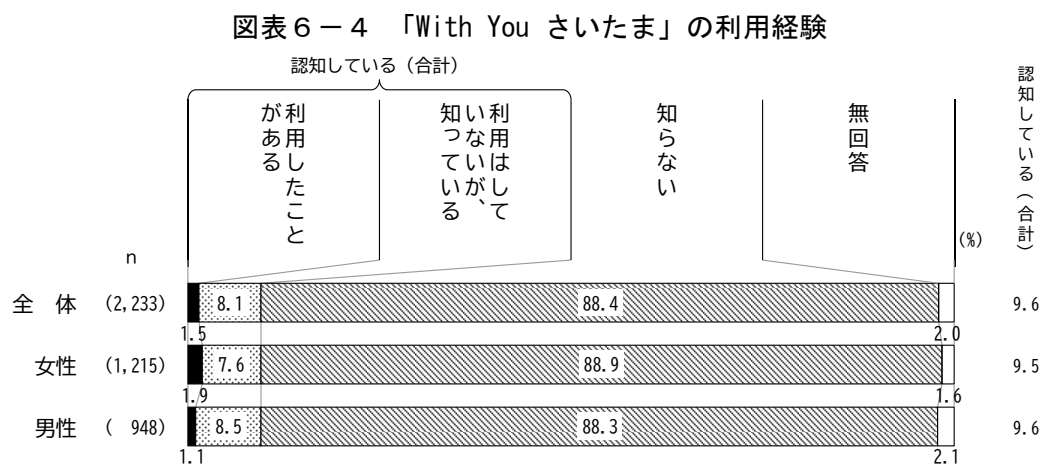 図表6-4 「With You さいたま」の利用経験
認知している(合計)
利用したこと
がある
利用はして
いないが、
知っている
知らない
無回答
認知している(合計)
(%)
n
全 体 (2,233) 8.1 88.4 9.6
1.5 2.0
女性 (1,215) 7.6 88.9 9.5
1.9 1.6
男性 ( 948) 8.5 88.3 9.6
1.1 2.1